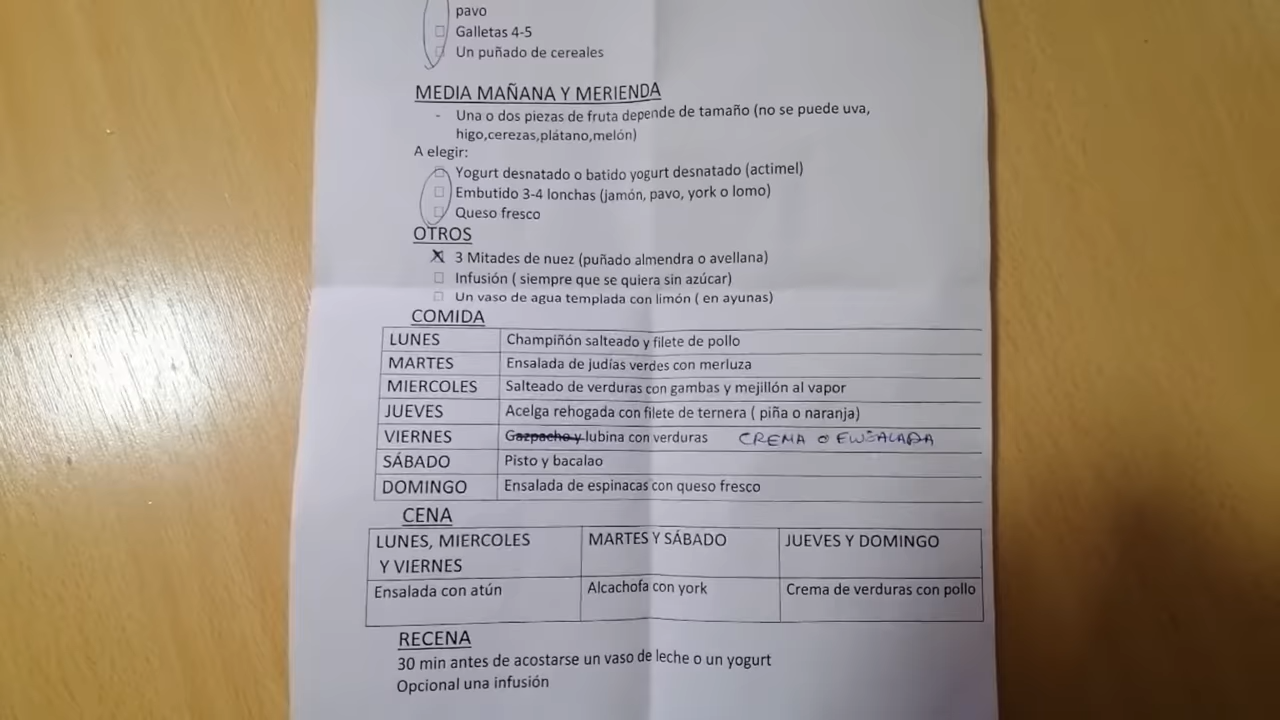 pavo
Galletas 4-5
Un puñado de cereales
MEDIA MAÑANA Y MERIENDA
- Una o dos piezas de fruta depende de tamaño (no se puede uva,
higo,cerezas,plátano,melón)
A elegir:
Yogurt desnatado o batido yogurt desnatado (actimel)
Embutido 3-4 lonchas (jamón, pavo, york o lomo)
Queso fresco
OTROS
3 Mitades de nuez (puñado almendra o avellana)
Infusión ( siempre que se quiera sin azúcar)
Un vaso de agua templada con limón ( en ayunas)
COMIDA
LUNES Champiñón salteado y filete de pollo
MARTES Ensalada de judías verdes con merluza
MIERCOLES Salteado de verduras con gambas y mejillón al vapor
JUEVES Acelga rehogada con filete de ternera ( piña o naranja)
VIERNES Gazpacho y lubina con verduras CREMA O ENSALADA
SÁBADO Pisto y bacalao
DOMINGO Ensalada de espinacas con queso fresco
CENA
LUNES, MIERCOLES MARTES Y SÁBADO JUEVES Y DOMINGO
Y VIERNES
Ensalada con atún Alcachofa con york Crema de verduras con pollo
RECENA
30 min antes de acostarse un vaso de leche o un yogurt
Opcional una infusión